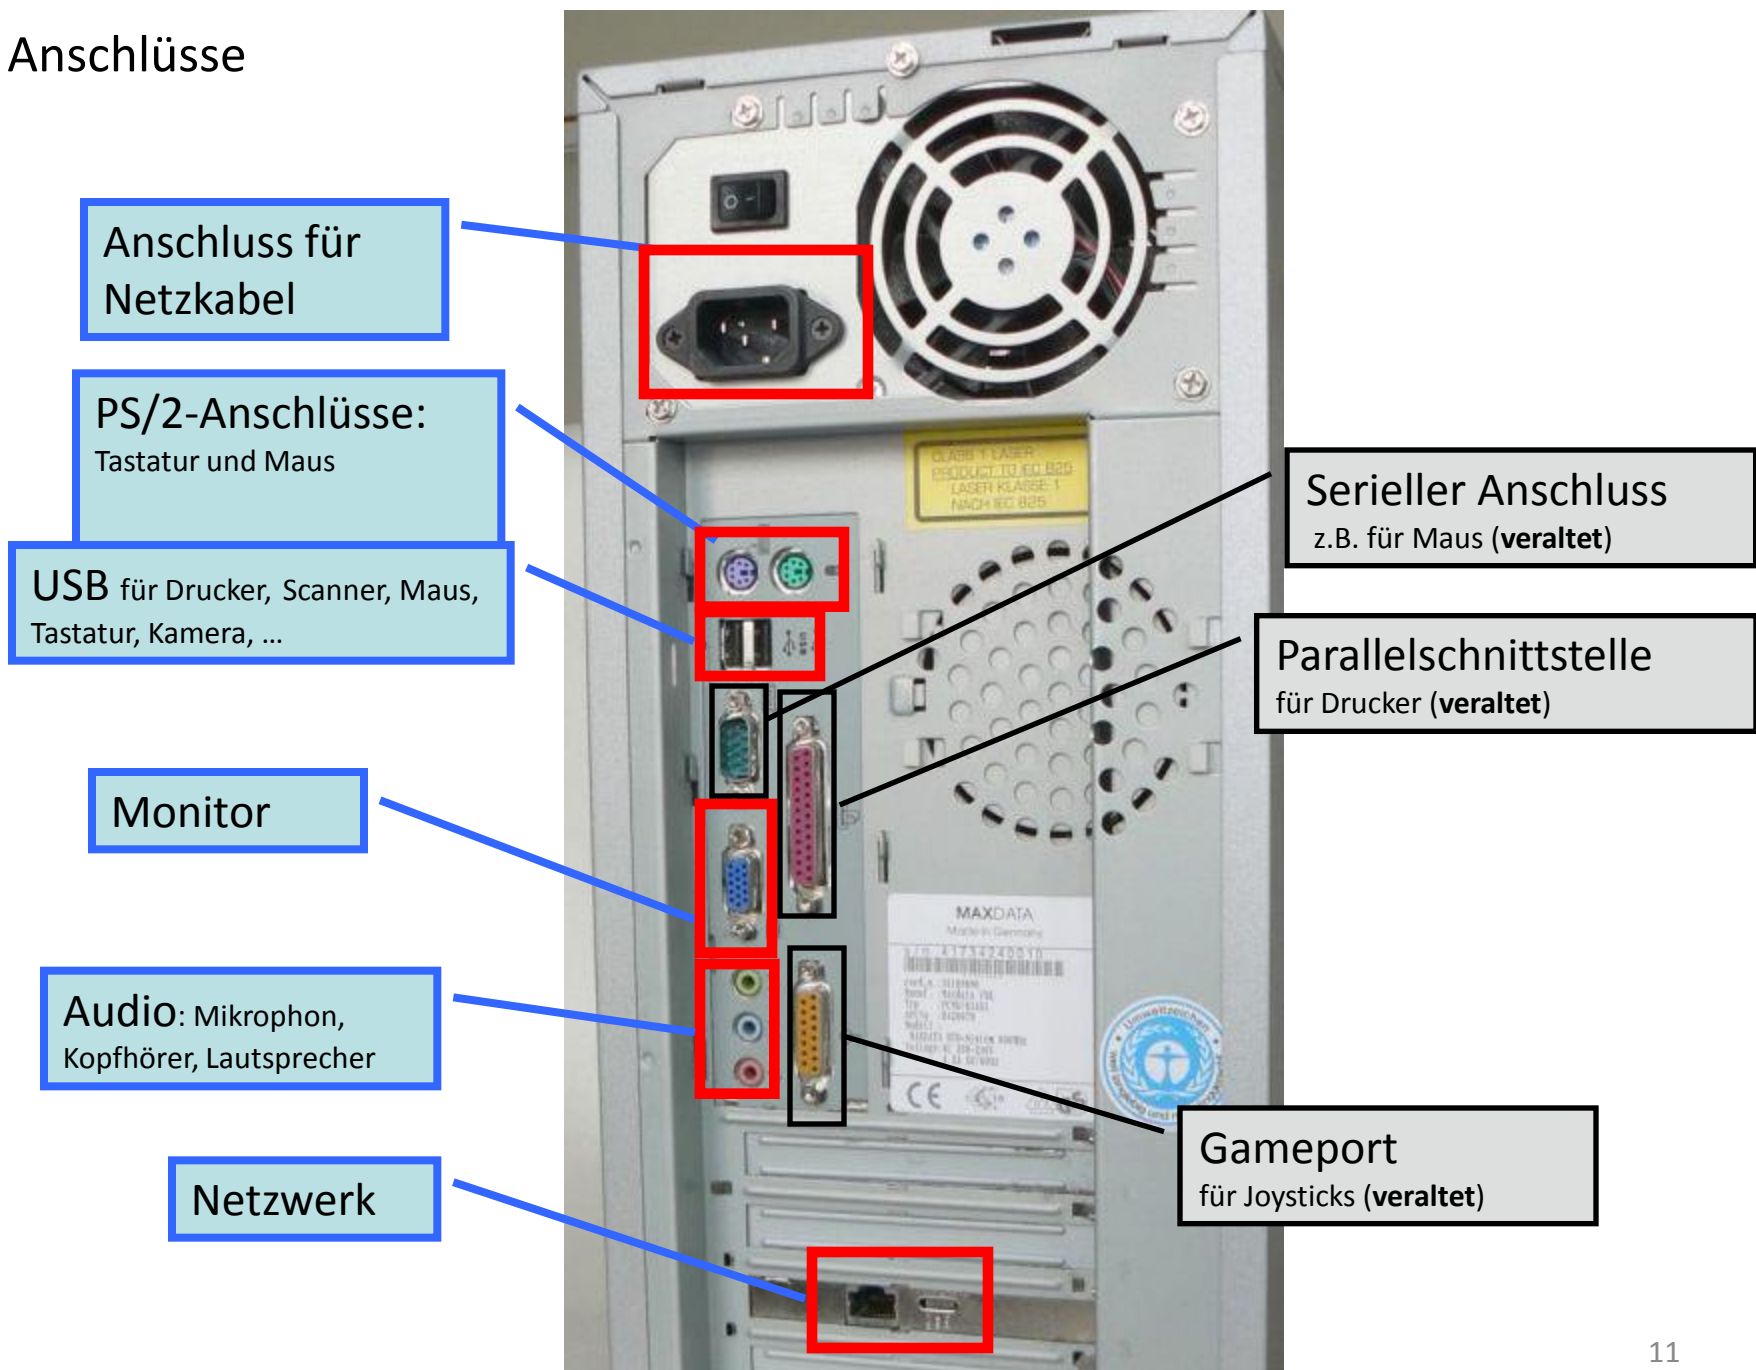 Anschlüsse
Anschluss für
Netzkabel
PS/2-Anschlüsse:
Tastatur und Maus
USB für Drucker, Scanner, Maus,
Tastatur, Kamera, ...
Monitor
Audio: Mikrophon,
Kopfhörer, Lautsprecher
Netzwerk
CLASS 1 LASER
PRODUCT TO IEC 825
LASER KLASSE 1
NACH IEC 825
USB
Serieller Anschluss
z.B. für Maus (veraltet)
Parallelschnittstelle
für Drucker (veraltet)
MAXDATA
Made in Germany
CE
Umweltzeichen
Gameport
für Joysticks (veraltet)
11